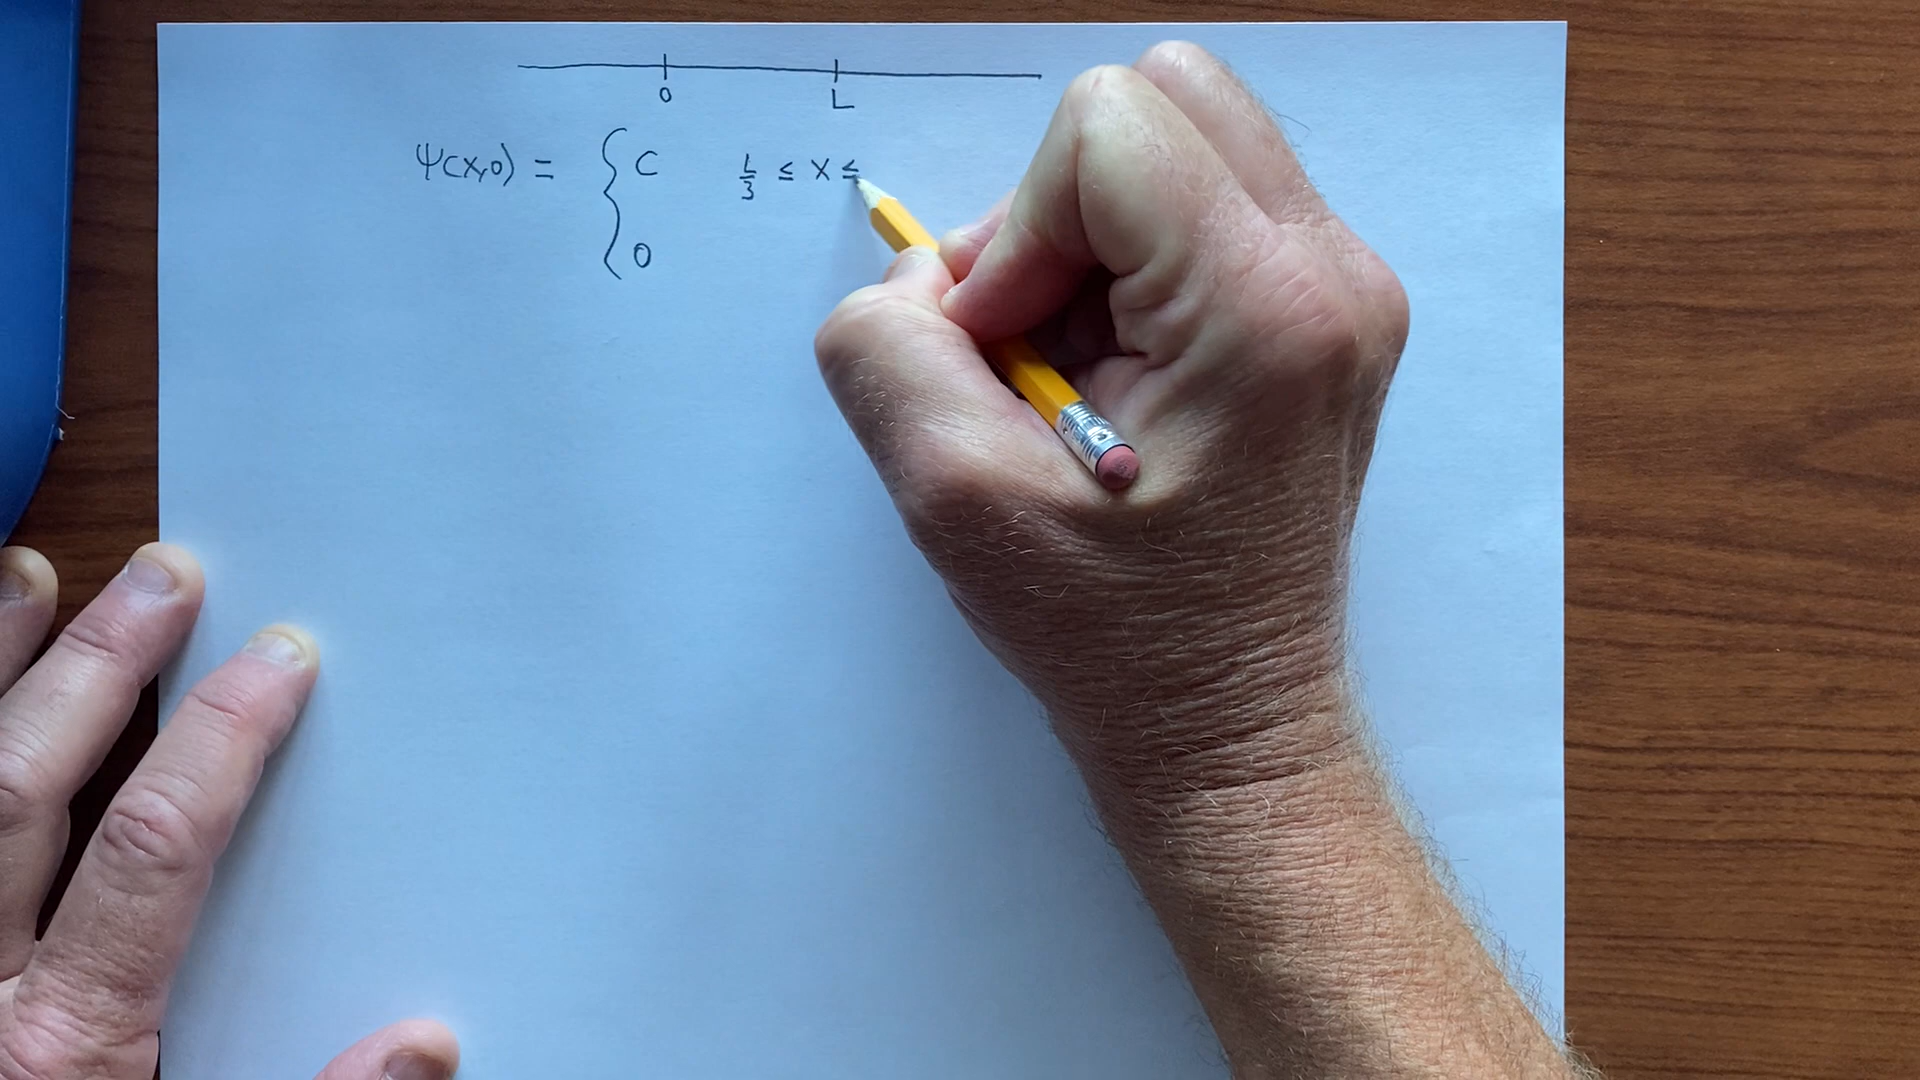 0 L
Ψ(x,0) = { C L/3 ≤ x ≤
0